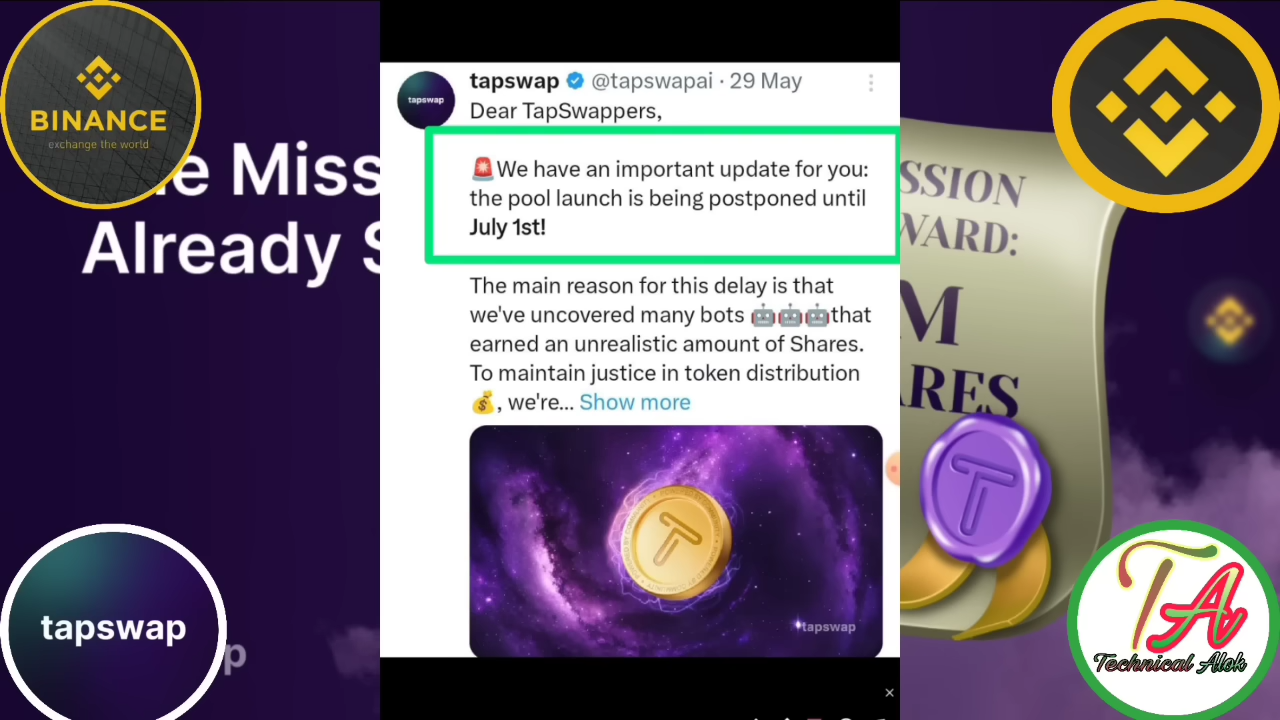 BINANCE
exchange the world
e Miss
Already S
tapswap
p
tapswap
tapswap @tapswapai · 29 May
Dear TapSwappers,
🚨We have an important update for you:
the pool launch is being postponed until
July 1st!
The main reason for this delay is that
we've uncovered many bots 🤖🤖🤖that
earned an unrealistic amount of Shares.
To maintain justice in token distribution
💰, we're... Show more
tapswap
SSION
WARD:
M
ARES
TA
Technical Alok